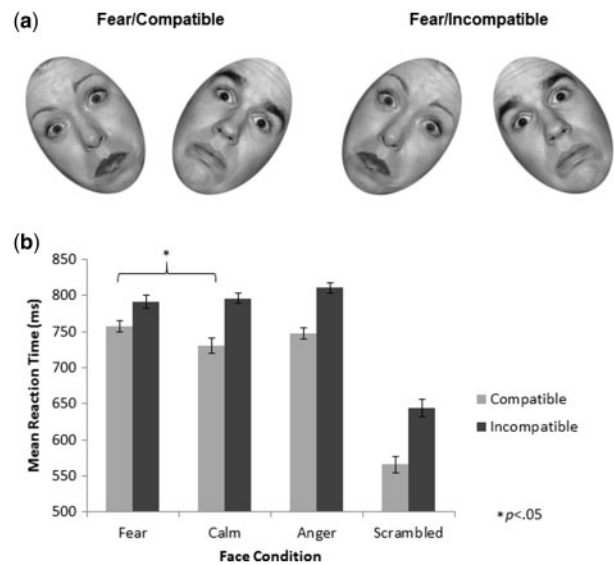 (a) Fear/Compatible Fear/Incompatible
(b)
850
800
750
700
650
600
550
500
Mean Reaction Time (ms)
*
Compatible
Incompatible
*p<.05
Fear Calm Anger Scrambled
Face Condition